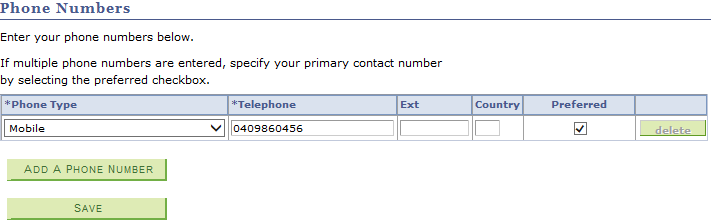 Phone Numbers
Enter your phone numbers below.
If multiple phone numbers are entered, specify your primary contact number
by selecting the preferred checkbox.
*Phone Type *Telephone Ext Country Preferred
Mobile 0409860456 delete
ADD A PHONE NUMBER
SAVE